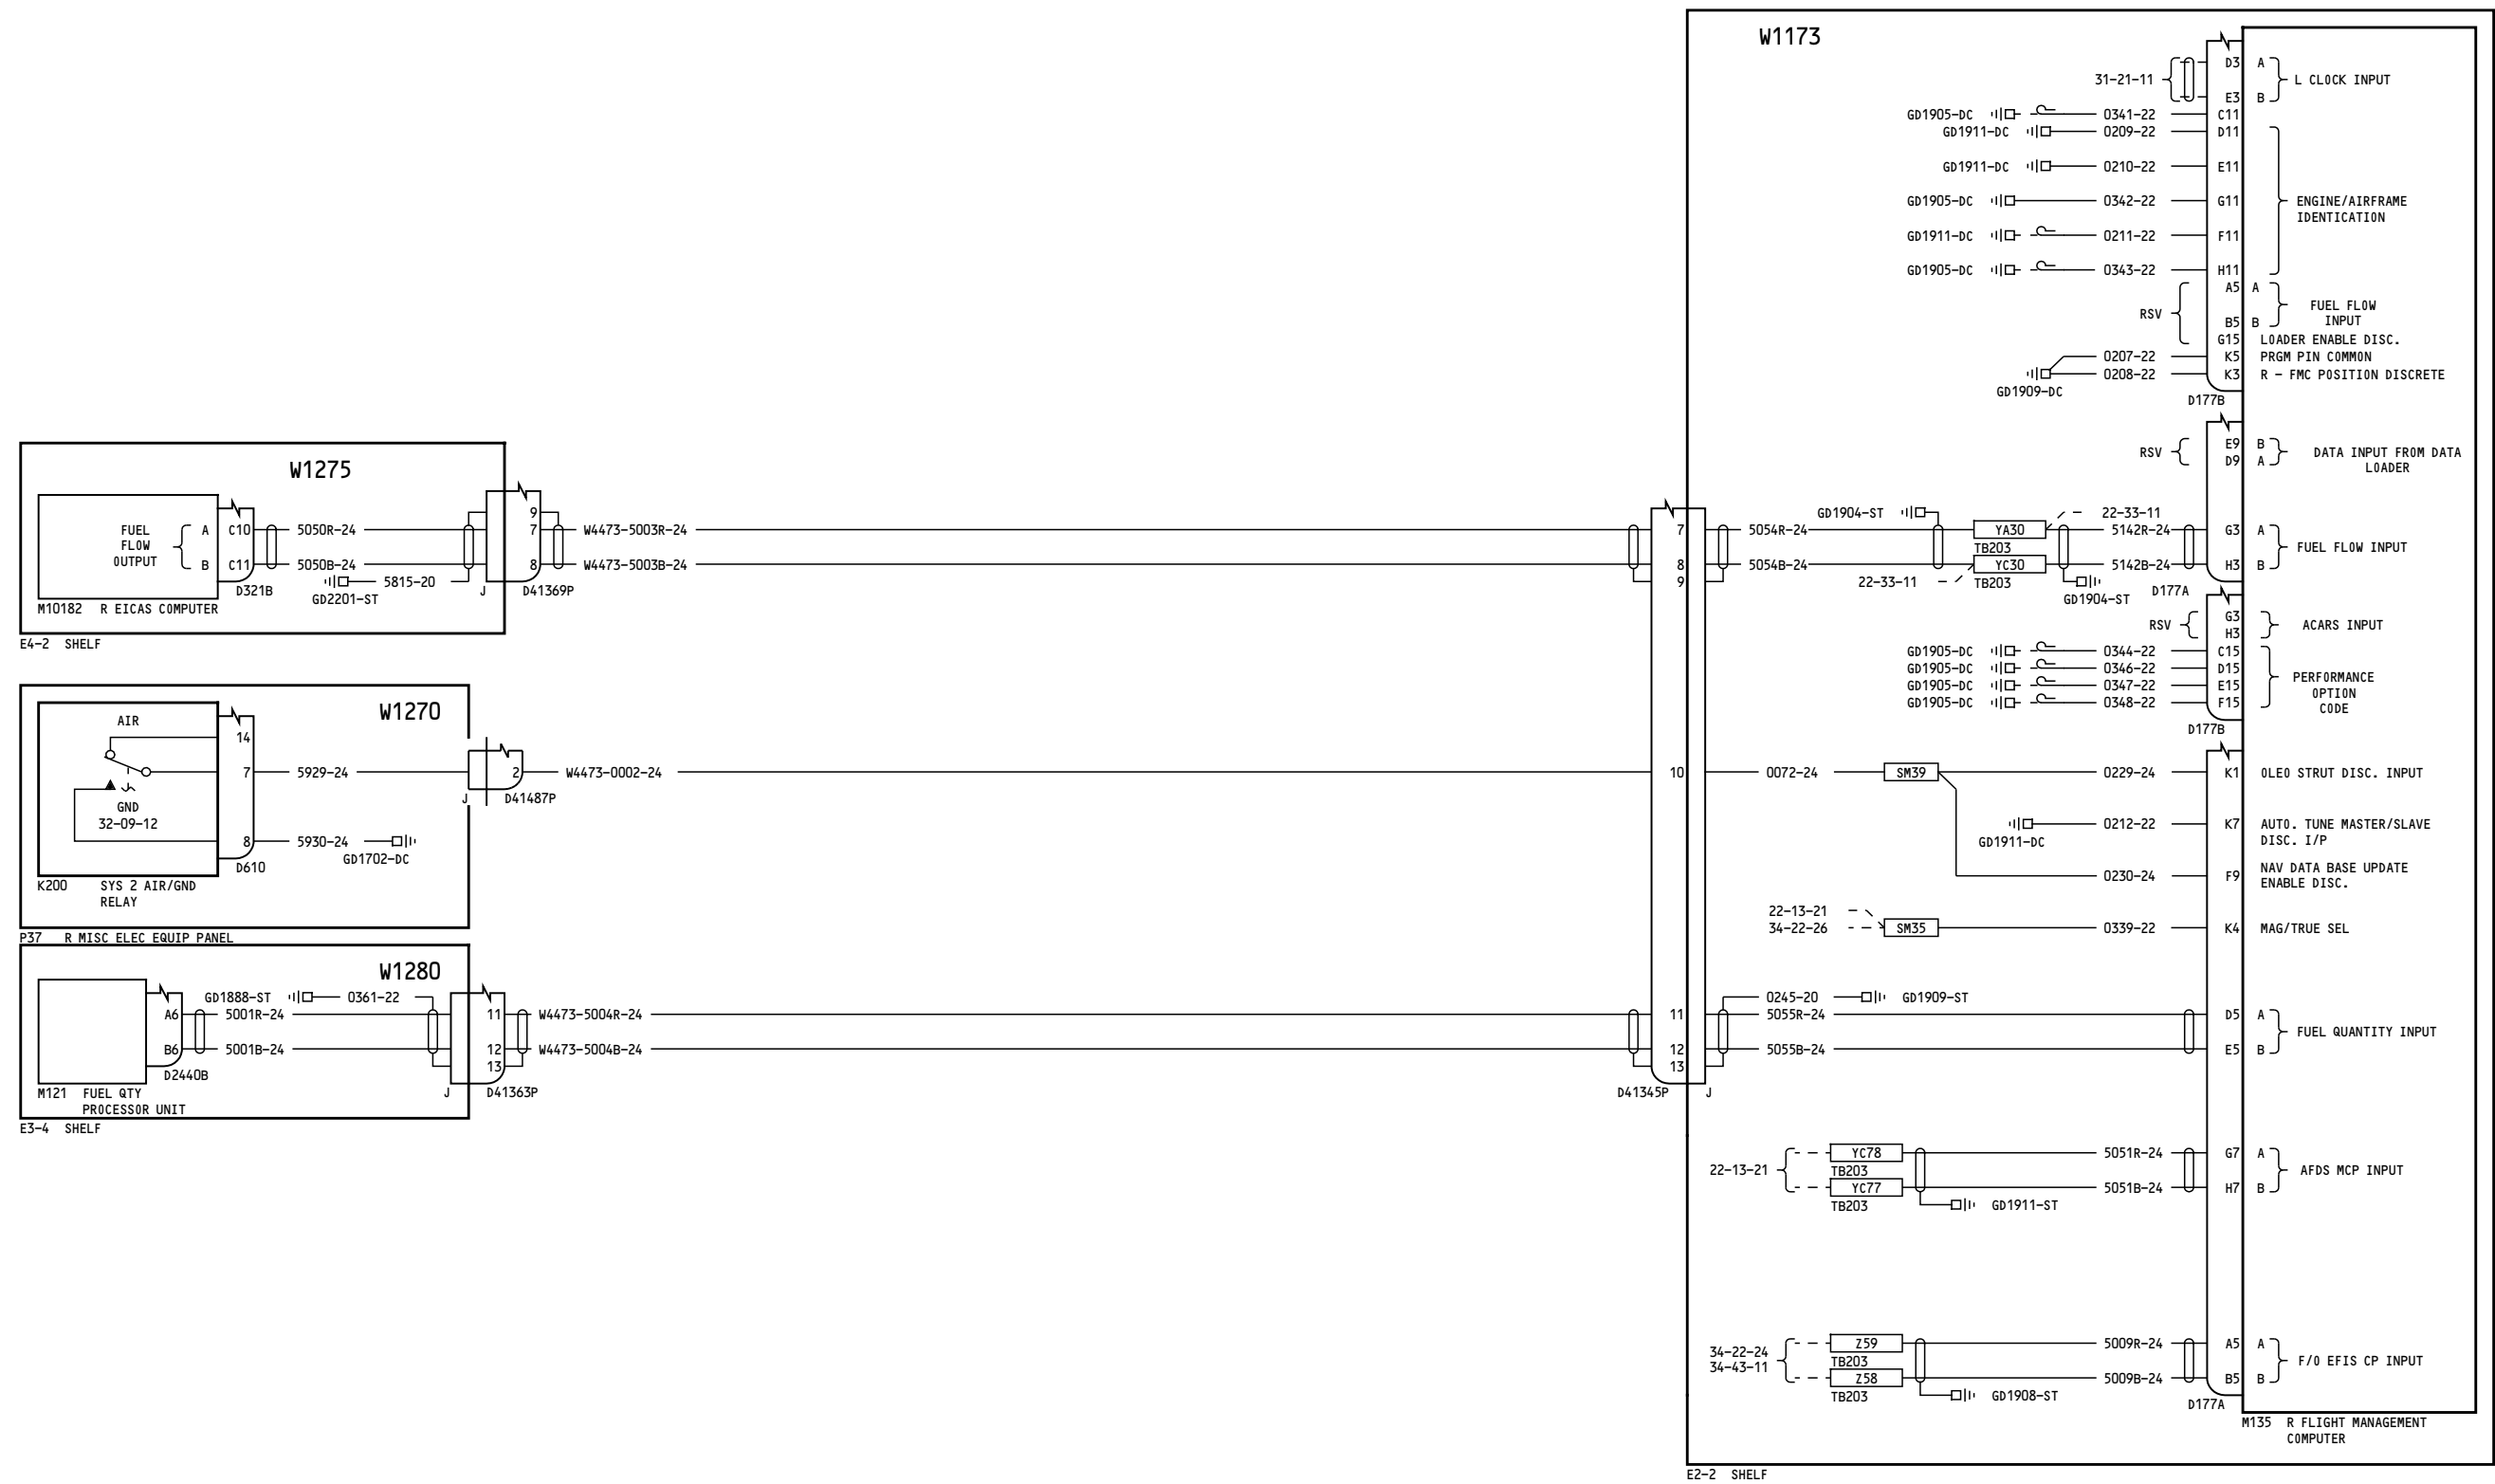 W1173
31-21-11
D3 A
L CLOCK INPUT
E3 B
GD1905-DC 0341-22 C11
GD1911-DC 0209-22 D11
GD1911-DC 0210-22 E11
GD1905-DC 0342-22 G11
ENGINE/AIRFRAME
IDENTICATION
GD1911-DC 0211-22 F11
GD1905-DC 0343-22 H11
A5 A
RSV
FUEL FLOW
INPUT
B5 B
G15 LOADER ENABLE DISC.
0207-22 K5 PRGM PIN COMMON
0208-22 K3 R - FMC POSITION DISCRETE
GD1909-DC
D177B
RSV
E9 B
D9 A
DATA INPUT FROM DATA
LOADER
W1275
FUEL
FLOW
OUTPUT
A C10 5050R-24
B C11 5050B-24
5815-20
GD2201-ST
D321B
M10182 R EICAS COMPUTER
E4-2 SHELF
9
7 W4473-5003R-24
8 W4473-5003B-24
J D41369P
7 5054R-24
8 5054B-24
9
GD1904-ST
22-33-11
YA30
TB203
YC30
TB203
22-33-11
5142R-24 G3 A
5142B-24 H3 B
FUEL FLOW INPUT
GD1904-ST
D177A
RSV
G3
H3
ACARS INPUT
GD1905-DC 0344-22 C15
GD1905-DC 0346-22 D15
GD1905-DC 0347-22 E15
GD1905-DC 0348-22 F15
PERFORMANCE
OPTION
CODE
D177B
W1270
AIR
14
7 5929-24
GND
32-09-12
8 5930-24
GD1702-DC
D610
K200 SYS 2 AIR/GND
RELAY
P37 R MISC ELEC EQUIP PANEL
2 W4473-0002-24
J D41487P
10 0072-24 SM39 0229-24 K1 OLEO STRUT DISC. INPUT
GD1911-DC
0212-22 K7 AUTO. TUNE MASTER/SLAVE
DISC. I/P
0230-24 F9 NAV DATA BASE UPDATE
ENABLE DISC.
22-13-21
34-22-26
SM35 0339-22 K4 MAG/TRUE SEL
W1280
GD1888-ST 0361-22
A6 5001R-24
B6 5001B-24
D2440B
M121 FUEL QTY
PROCESSOR UNIT
E3-4 SHELF
11 W4473-5004R-24
12 W4473-5004B-24
13
J D41363P
0245-20 GD1909-ST
11 5055R-24 D5 A
12 5055B-24 E5 B
13
FUEL QUANTITY INPUT
D41345P J
22-13-21
YC78
TB203
YC77
TB203
5051R-24 G7 A
5051B-24 H7 B
AFDS MCP INPUT
GD1911-ST
34-22-24
34-43-11
Z59
TB203
Z58
TB203
5009R-24 A5 A
5009B-24 B5 B
F/O EFIS CP INPUT
GD1908-ST
D177A
M135 R FLIGHT MANAGEMENT
COMPUTER
E2-2 SHELF